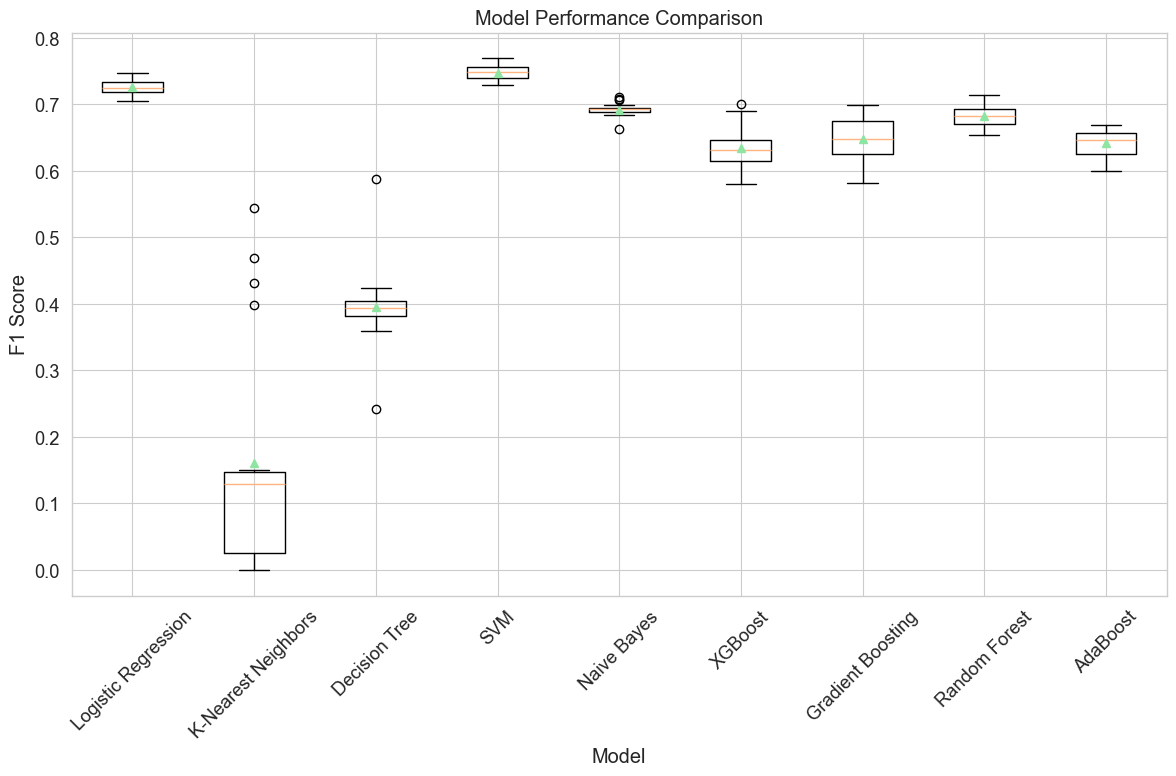 Model Performance Comparison
F1 Score
0.8
0.7
0.6
0.5
0.4
0.3
0.2
0.1
0.0
Logistic Regression
K-Nearest Neighbors
Decision Tree
SVM
Naive Bayes
XGBoost
Gradient Boosting
Random Forest
AdaBoost
Model